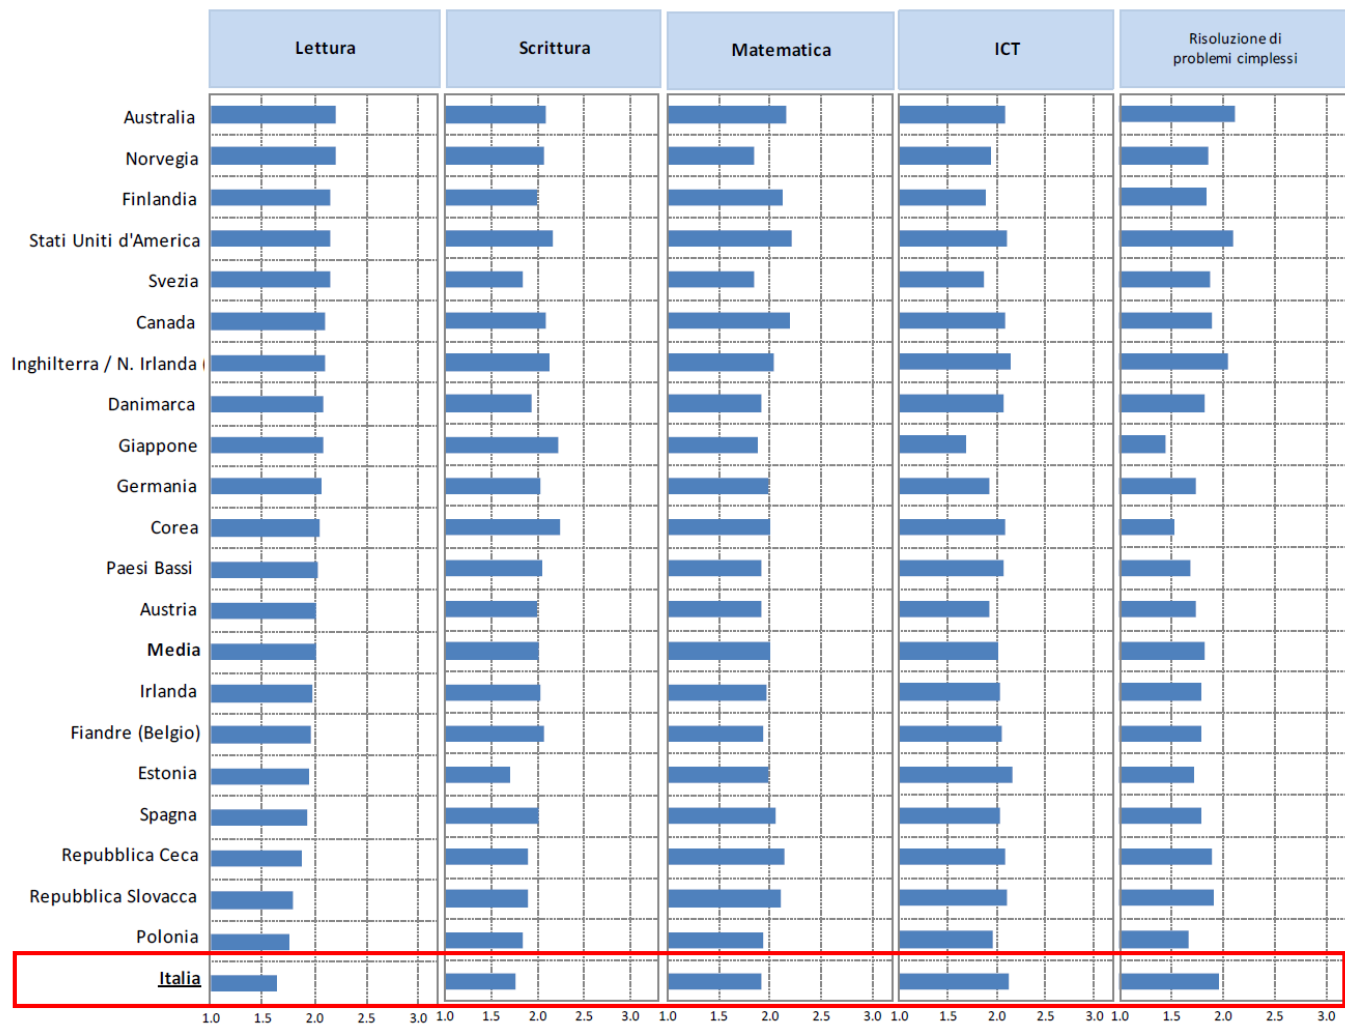 Lettura Scrittura Matematica ICT Risoluzione di
problemi cimplessi
Australia
Norvegia
Finlandia
Stati Uniti d'America
Svezia
Canada
Inghilterra / N. Irlanda (
Danimarca
Giappone
Germania
Corea
Paesi Bassi
Austria
Media
Irlanda
Fiandre (Belgio)
Estonia
Spagna
Repubblica Ceca
Repubblica Slovacca
Polonia
Italia
1.0 1.5 2.0 2.5 3.0 1.0 1.5 2.0 2.5 3.0 1.0 1.5 2.0 2.5 3.0 1.0 1.5 2.0 2.5 3.0 1.0 1.5 2.0 2.5 3.0